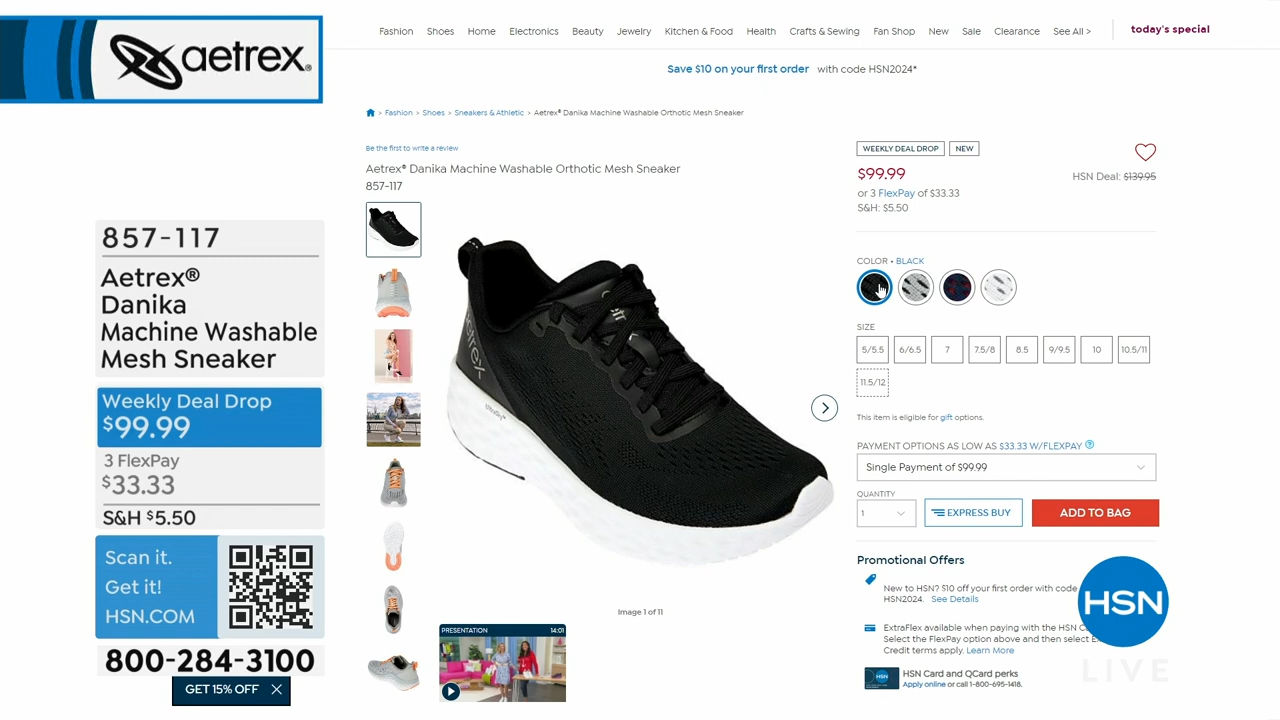 aetrex®
Fashion Shoes Home Electronics Beauty Jewelry Kitchen & Food Health Crafts & Sewing Fan Shop New Sale Clearance See All > today's special
Save $10 on your first order with code HSN2024*
> Fashion > Shoes > Sneakers & Athletic > Aetrex® Danika Machine Washable Orthotic Mesh Sneaker
Be the first to write a review
Aetrex® Danika Machine Washable Orthotic Mesh Sneaker
857-117
857-117
Aetrex®
Danika
Machine Washable
Mesh Sneaker
Weekly Deal Drop
$99.99
3 FlexPay
$33.33
S&H $5.50
Scan it.
Get it!
HSN.COM
800-284-3100
GET 15% OFF
aetrex
Image 1 of 11
PRESENTATION 14:01
WEEKLY DEAL DROP NEW
$99.99
HSN Deal: $139.95
or 3 FlexPay of $33.33
S&H: $5.50
COLOR • BLACK
SIZE
5/5.5 6/6.5 7 7.5/8 8.5 9/9.5 10 10.5/11
11.5/12
This item is eligible for gift options.
PAYMENT OPTIONS AS LOW AS $33.33 W/FLEXPAY ?
Single Payment of $99.99
QUANTITY
1 EXPRESS BUY ADD TO BAG
Promotional Offers
New to HSN? $10 off your first order with code
HSN2024. See Details
ExtraFlex available when paying with the HSN
Select the FlexPay option above and then select
Credit terms apply. Learn More
HSN Card and QCard perks
Apply online or call 1-800-695-1418.
HSN
LIVE